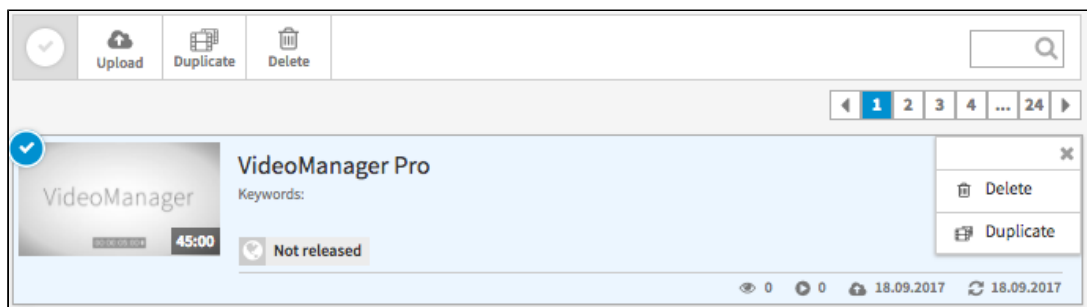 Upload Duplicate Delete
1 2 3 4 ... 24
VideoManager Pro
Keywords:
VideoManager
45:00
Not released
Delete
Duplicate
0 0 18.09.2017 18.09.2017